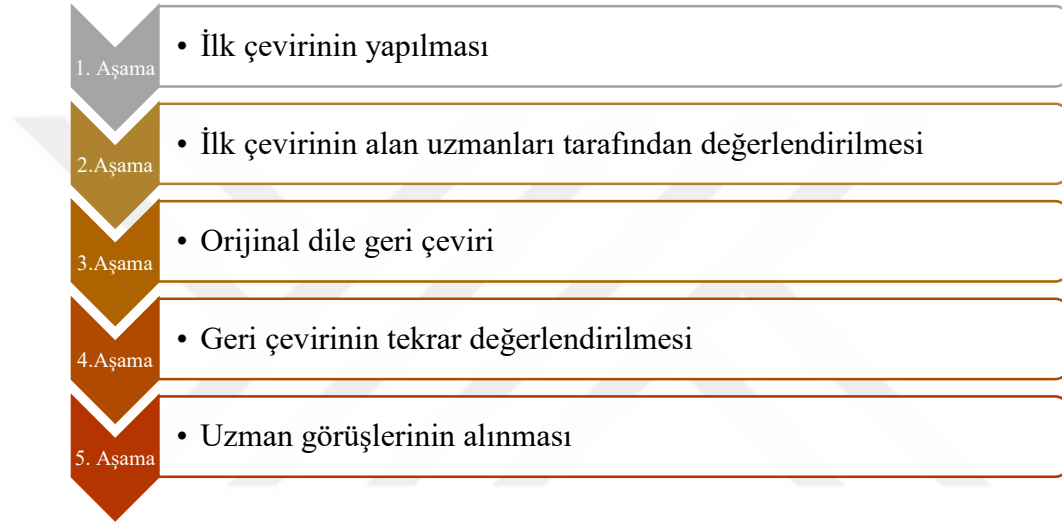 1. Aşama
• İlk çevirinin yapılması
2.Aşama
• İlk çevirinin alan uzmanları tarafından değerlendirilmesi
3.Aşama
• Orijinal dile geri çeviri
4.Aşama
• Geri çevirinin tekrar değerlendirilmesi
5. Aşama
• Uzman görüşlerinin alınması